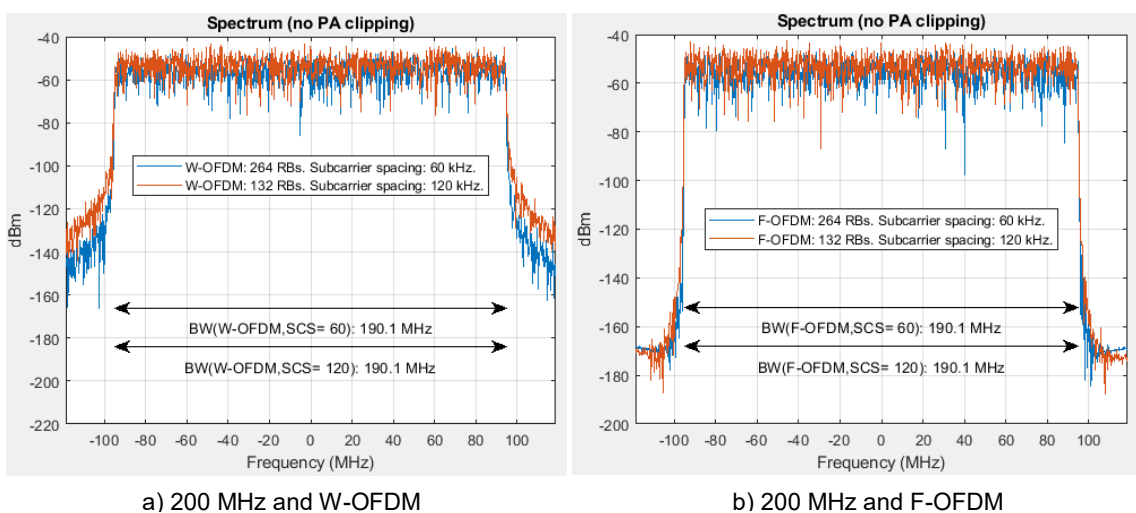 Spectrum (no PA clipping)
-40
-60
-80
-100
-120
-140
-160
-180
-200
-220
dBm
W-OFDM: 264 RBs. Subcarrier spacing: 60 kHz.
W-OFDM: 132 RBs. Subcarrier spacing: 120 kHz.
BW(W-OFDM,SCS= 60): 190.1 MHz
BW(W-OFDM,SCS= 120): 190.1 MHz
-100 -80 -60 -40 -20 0 20 40 60 80 100
Frequency (MHz)
a) 200 MHz and W-OFDM
Spectrum (no PA clipping)
-40
-60
-80
-100
-120
-140
-160
-180
-200
dBm
F-OFDM: 264 RBs. Subcarrier spacing: 60 kHz.
F-OFDM: 132 RBs. Subcarrier spacing: 120 kHz.
BW(F-OFDM,SCS= 60): 190.1 MHz
BW(F-OFDM,SCS= 120): 190.1 MHz
-100 -80 -60 -40 -20 0 20 40 60 80 100
Frequency (MHz)
b) 200 MHz and F-OFDM